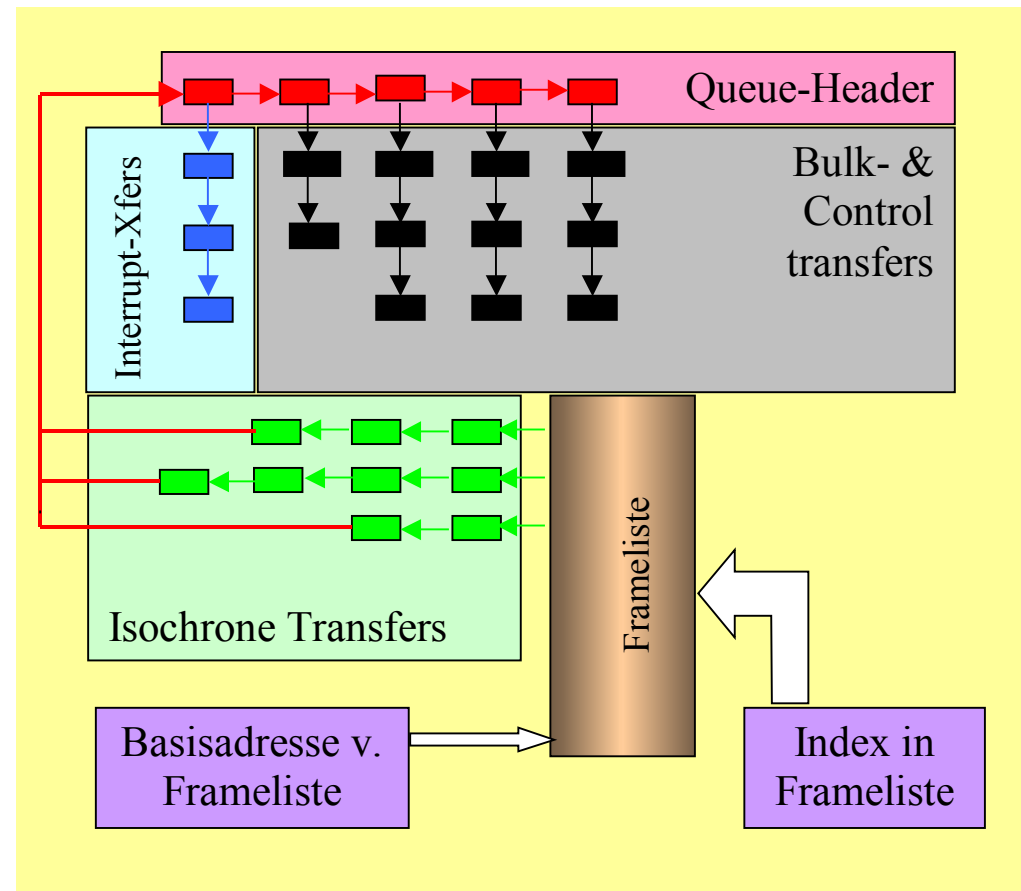 Queue-Header
Interrupt-Xfers
Bulk- &
Control
transfers
Isochrone Transfers
Frameliste
Basisadresse v.
Frameliste
Index in
Frameliste